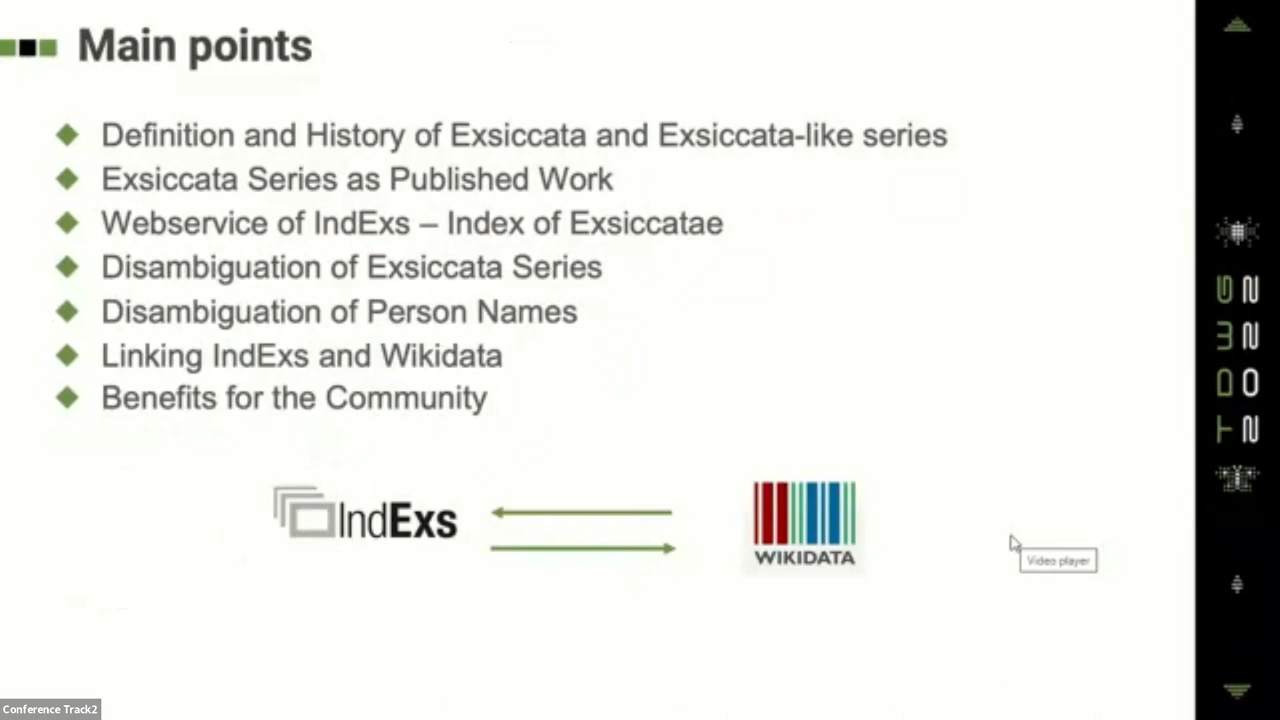 Main points
Definition and History of Exsiccata and Exsiccata-like series
Exsiccata Series as Published Work
Webservice of IndExs – Index of Exsiccatae
Disambiguation of Exsiccata Series
Disambiguation of Person Names
Linking IndExs and Wikidata
Benefits for the Community
IndExs
WIKIDATA
Video player
TDWG
2022
Conference Track2